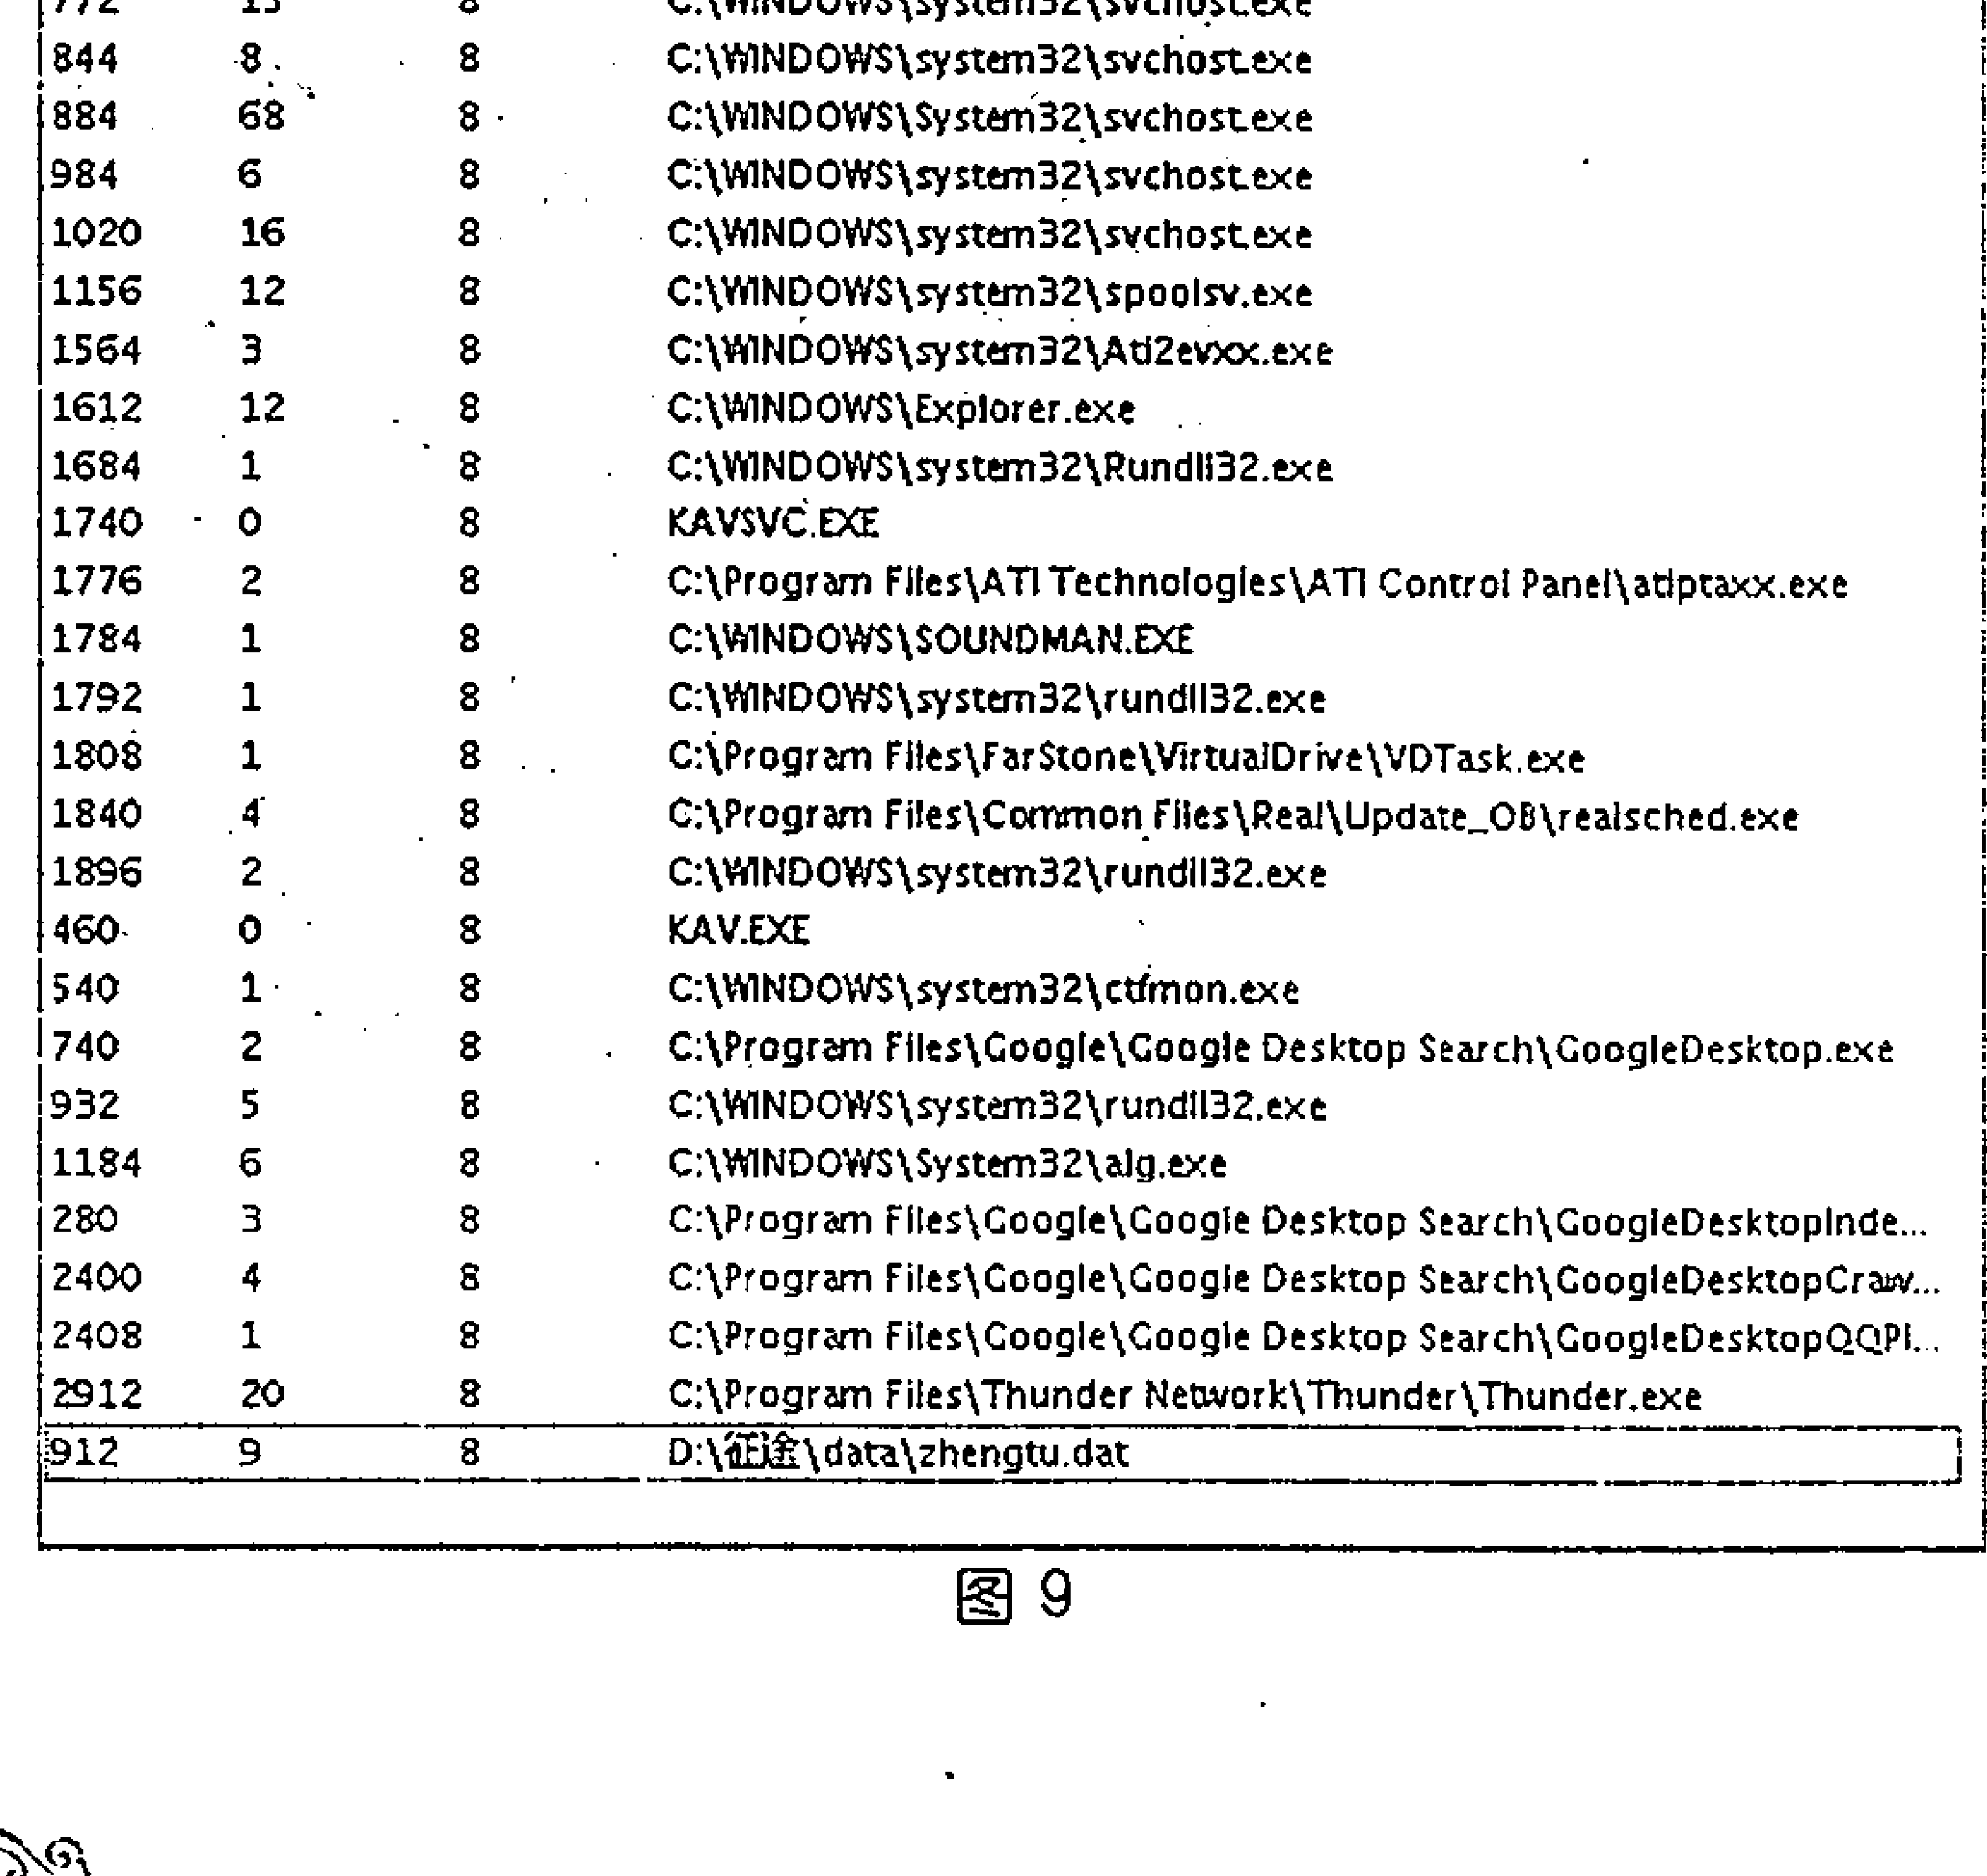 772 13 8 C:\WINDOWS\system32\svchost.exe
844 8 8 C:\WINDOWS\system32\svchost.exe
884 68 8 C:\WINDOWS\System32\svchost.exe
984 6 8 C:\WINDOWS\system32\svchost.exe
1020 16 8 C:\WINDOWS\system32\svchost.exe
1156 12 8 C:\WINDOWS\system32\spoolsv.exe
1564 3 8 C:\WINDOWS\system32\Ati2evxx.exe
1612 12 8 C:\WINDOWS\Explorer.exe
1684 1 8 C:\WINDOWS\system32\Rundll32.exe
1740 0 8 KAVSVC.EXE
1776 2 8 C:\Program Files\ATI Technologies\ATI Control Panel\atiptaxx.exe
1784 1 8 C:\WINDOWS\SOUNDMAN.EXE
1792 1 8 C:\WINDOWS\system32\rundll32.exe
1808 1 8 C:\Program Files\FarStone\VirtualDrive\VDTask.exe
1840 4 8 C:\Program Files\Common Files\Real\Update_OB\realsched.exe
1896 2 8 C:\WINDOWS\system32\rundll32.exe
460 0 8 KAV.EXE
540 1 8 C:\WINDOWS\system32\ctfmon.exe
740 2 8 C:\Program Files\Google\Google Desktop Search\GoogleDesktop.exe
932 5 8 C:\WINDOWS\system32\rundll32.exe
1184 6 8 C:\WINDOWS\System32\alg.exe
280 3 8 C:\Program Files\Google\Google Desktop Search\GoogleDesktopInde...
2400 4 8 C:\Program Files\Google\Google Desktop Search\GoogleDesktopCraw...
2408 1 8 C:\Program Files\Google\Google Desktop Search\GoogleDesktopQQPl...
2912 20 8 C:\Program Files\Thunder Network\Thunder\Thunder.exe
912 9 8 D:\征途\data\zhengtu.dat
图 9